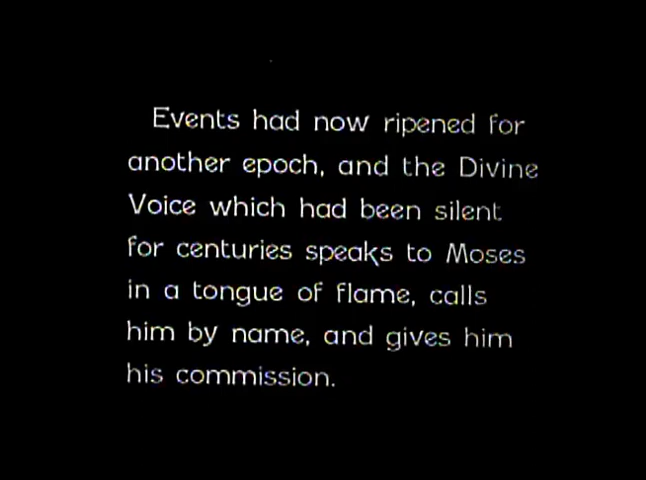 Events had now ripened for
another epoch, and the Divine
Voice which had been silent
for centuries speaks to Moses
in a tongue of flame, calls
him by name, and gives him
his commission.